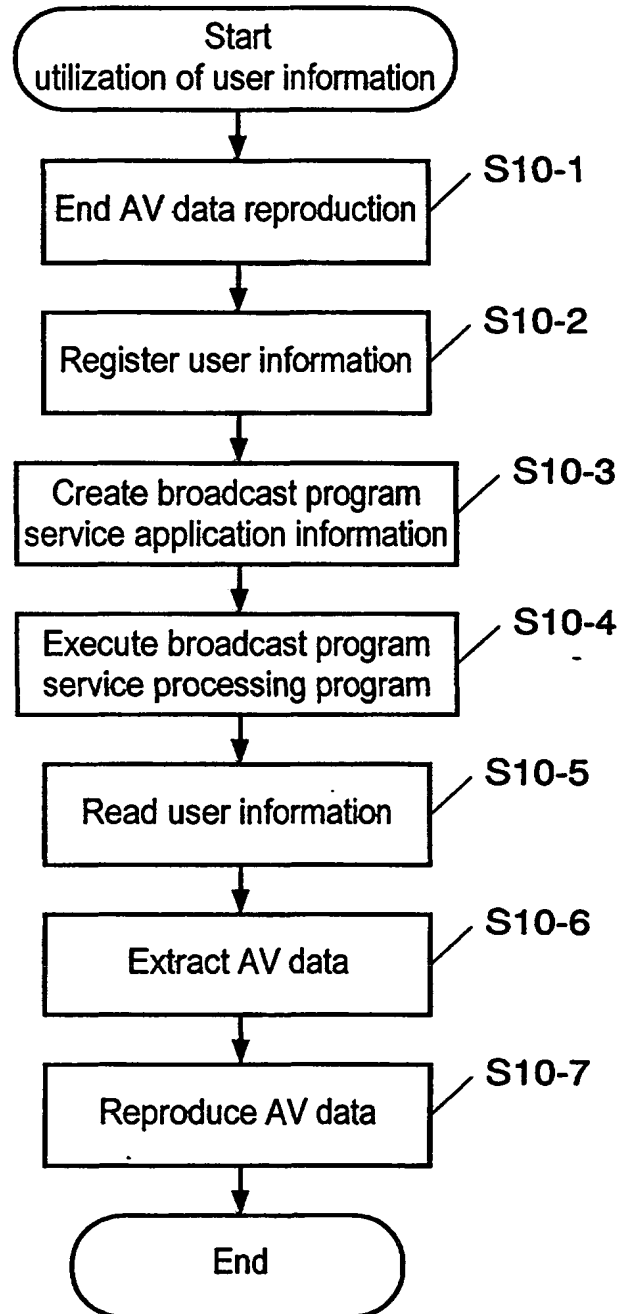 Start
utilization of user information
S10-1
End AV data reproduction
S10-2
Register user information
S10-3
Create broadcast program
service application information
S10-4
Execute broadcast program
service processing program
S10-5
Read user information
S10-6
Extract AV data
S10-7
Reproduce AV data
End